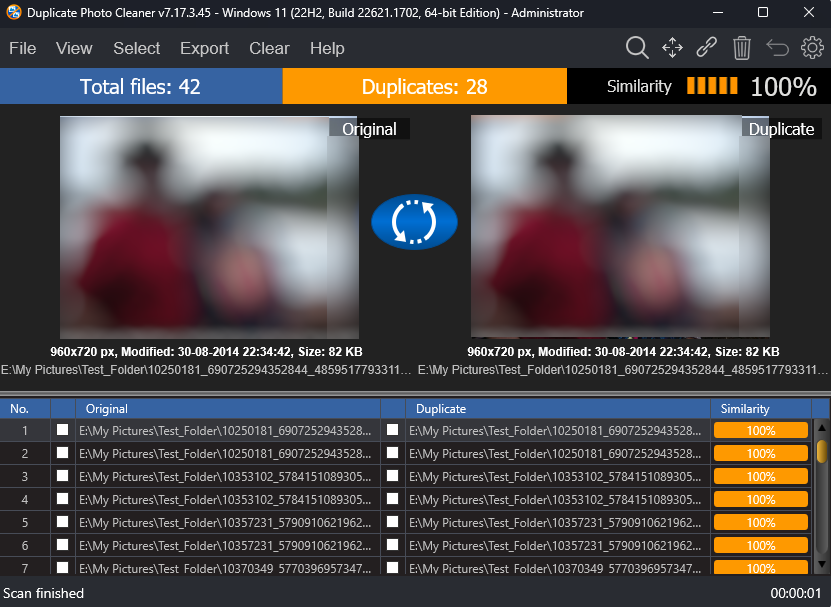 Duplicate Photo Cleaner v7.17.3.45 - Windows 11 (22H2, Build 22621.1702, 64-bit Edition) - Administrator
File View Select Export Clear Help
Total files: 42 Duplicates: 28 Similarity 100%
Original Duplicate
960x720 px, Modified: 30-08-2014 22:34:42, Size: 82 KB 960x720 px, Modified: 30-08-2014 22:34:42, Size: 82 KB
E:\My Pictures\Test_Folder\10250181_690725294352844_4859517793311... E:\My Pictures\Test_Folder\10250181_690725294352844_4859517793311...
No. Original Duplicate Similarity
1 E:\My Pictures\Test_Folder\10250181_6907252943528... E:\My Pictures\Test_Folder\10250181_6907252943528... 100%
2 E:\My Pictures\Test_Folder\10250181_6907252943528... E:\My Pictures\Test_Folder\10250181_6907252943528... 100%
3 E:\My Pictures\Test_Folder\10353102_5784151089305... E:\My Pictures\Test_Folder\10353102_5784151089305... 100%
4 E:\My Pictures\Test_Folder\10353102_5784151089305... E:\My Pictures\Test_Folder\10353102_5784151089305... 100%
5 E:\My Pictures\Test_Folder\10357231_5790910621962... E:\My Pictures\Test_Folder\10357231_5790910621962... 100%
6 E:\My Pictures\Test_Folder\10357231_5790910621962... E:\My Pictures\Test_Folder\10357231_5790910621962... 100%
7 E:\My Pictures\Test_Folder\10370349_5770396957347... E:\My Pictures\Test_Folder\10370349_5770396957347... 100%
Scan finished 00:00:01